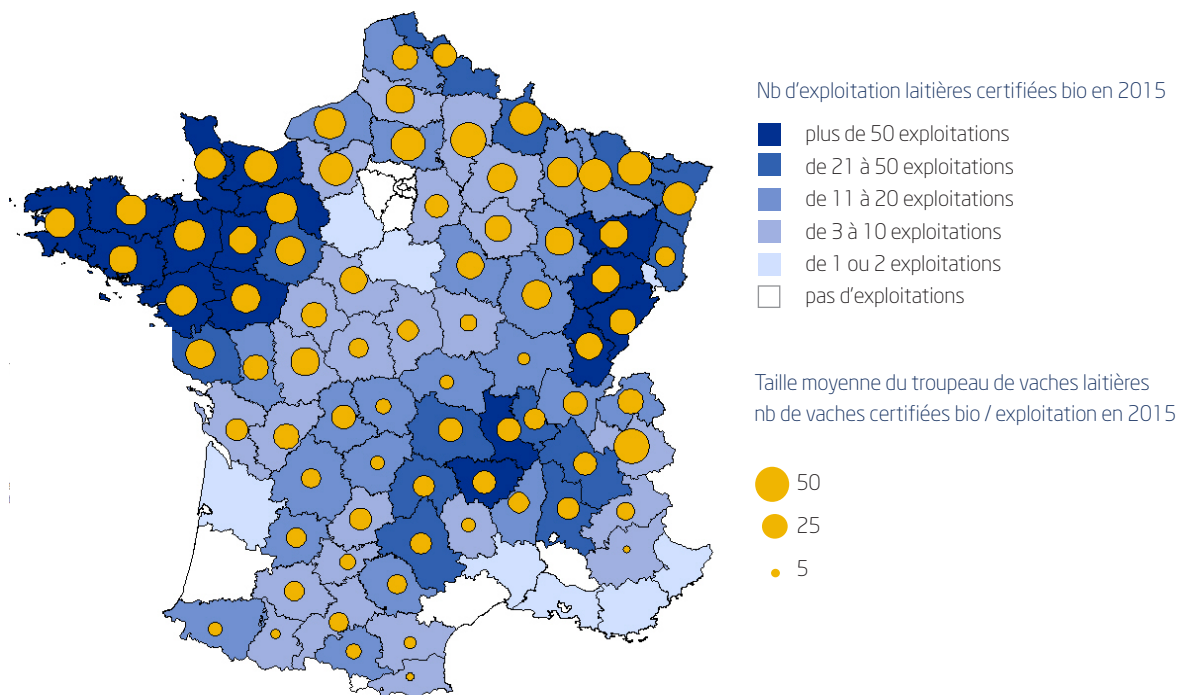 Nb d'exploitation laitières certifiées bio en 2015
plus de 50 exploitations
de 21 à 50 exploitations
de 11 à 20 exploitations
de 3 à 10 exploitations
de 1 ou 2 exploitations
pas d'exploitations
Taille moyenne du troupeau de vaches laitières
nb de vaches certifiées bio / exploitation en 2015
50
25
5